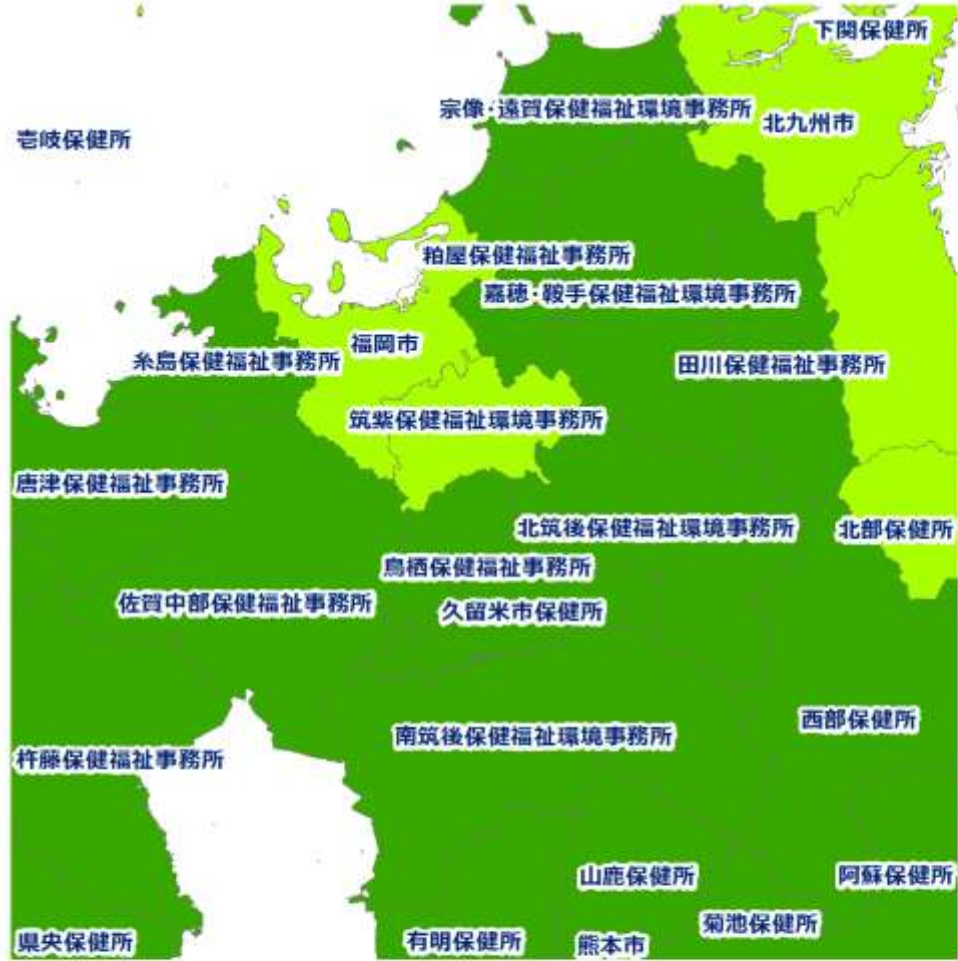 下関保健所
宗像・遠賀保健福祉環境事務所
北九州市
壱岐保健所
粕屋保健福祉事務所
嘉穂・鞍手保健福祉環境事務所
福岡市
糸島保健福祉事務所
田川保健福祉事務所
筑紫保健福祉環境事務所
唐津保健福祉事務所
北筑後保健福祉環境事務所
北部保健所
鳥栖保健福祉事務所
佐賀中部保健福祉事務所
久留米市保健所
西部保健所
南筑後保健福祉環境事務所
杵藤保健福祉事務所
山鹿保健所
阿蘇保健所
菊池保健所
県央保健所
有明保健所
熊本市